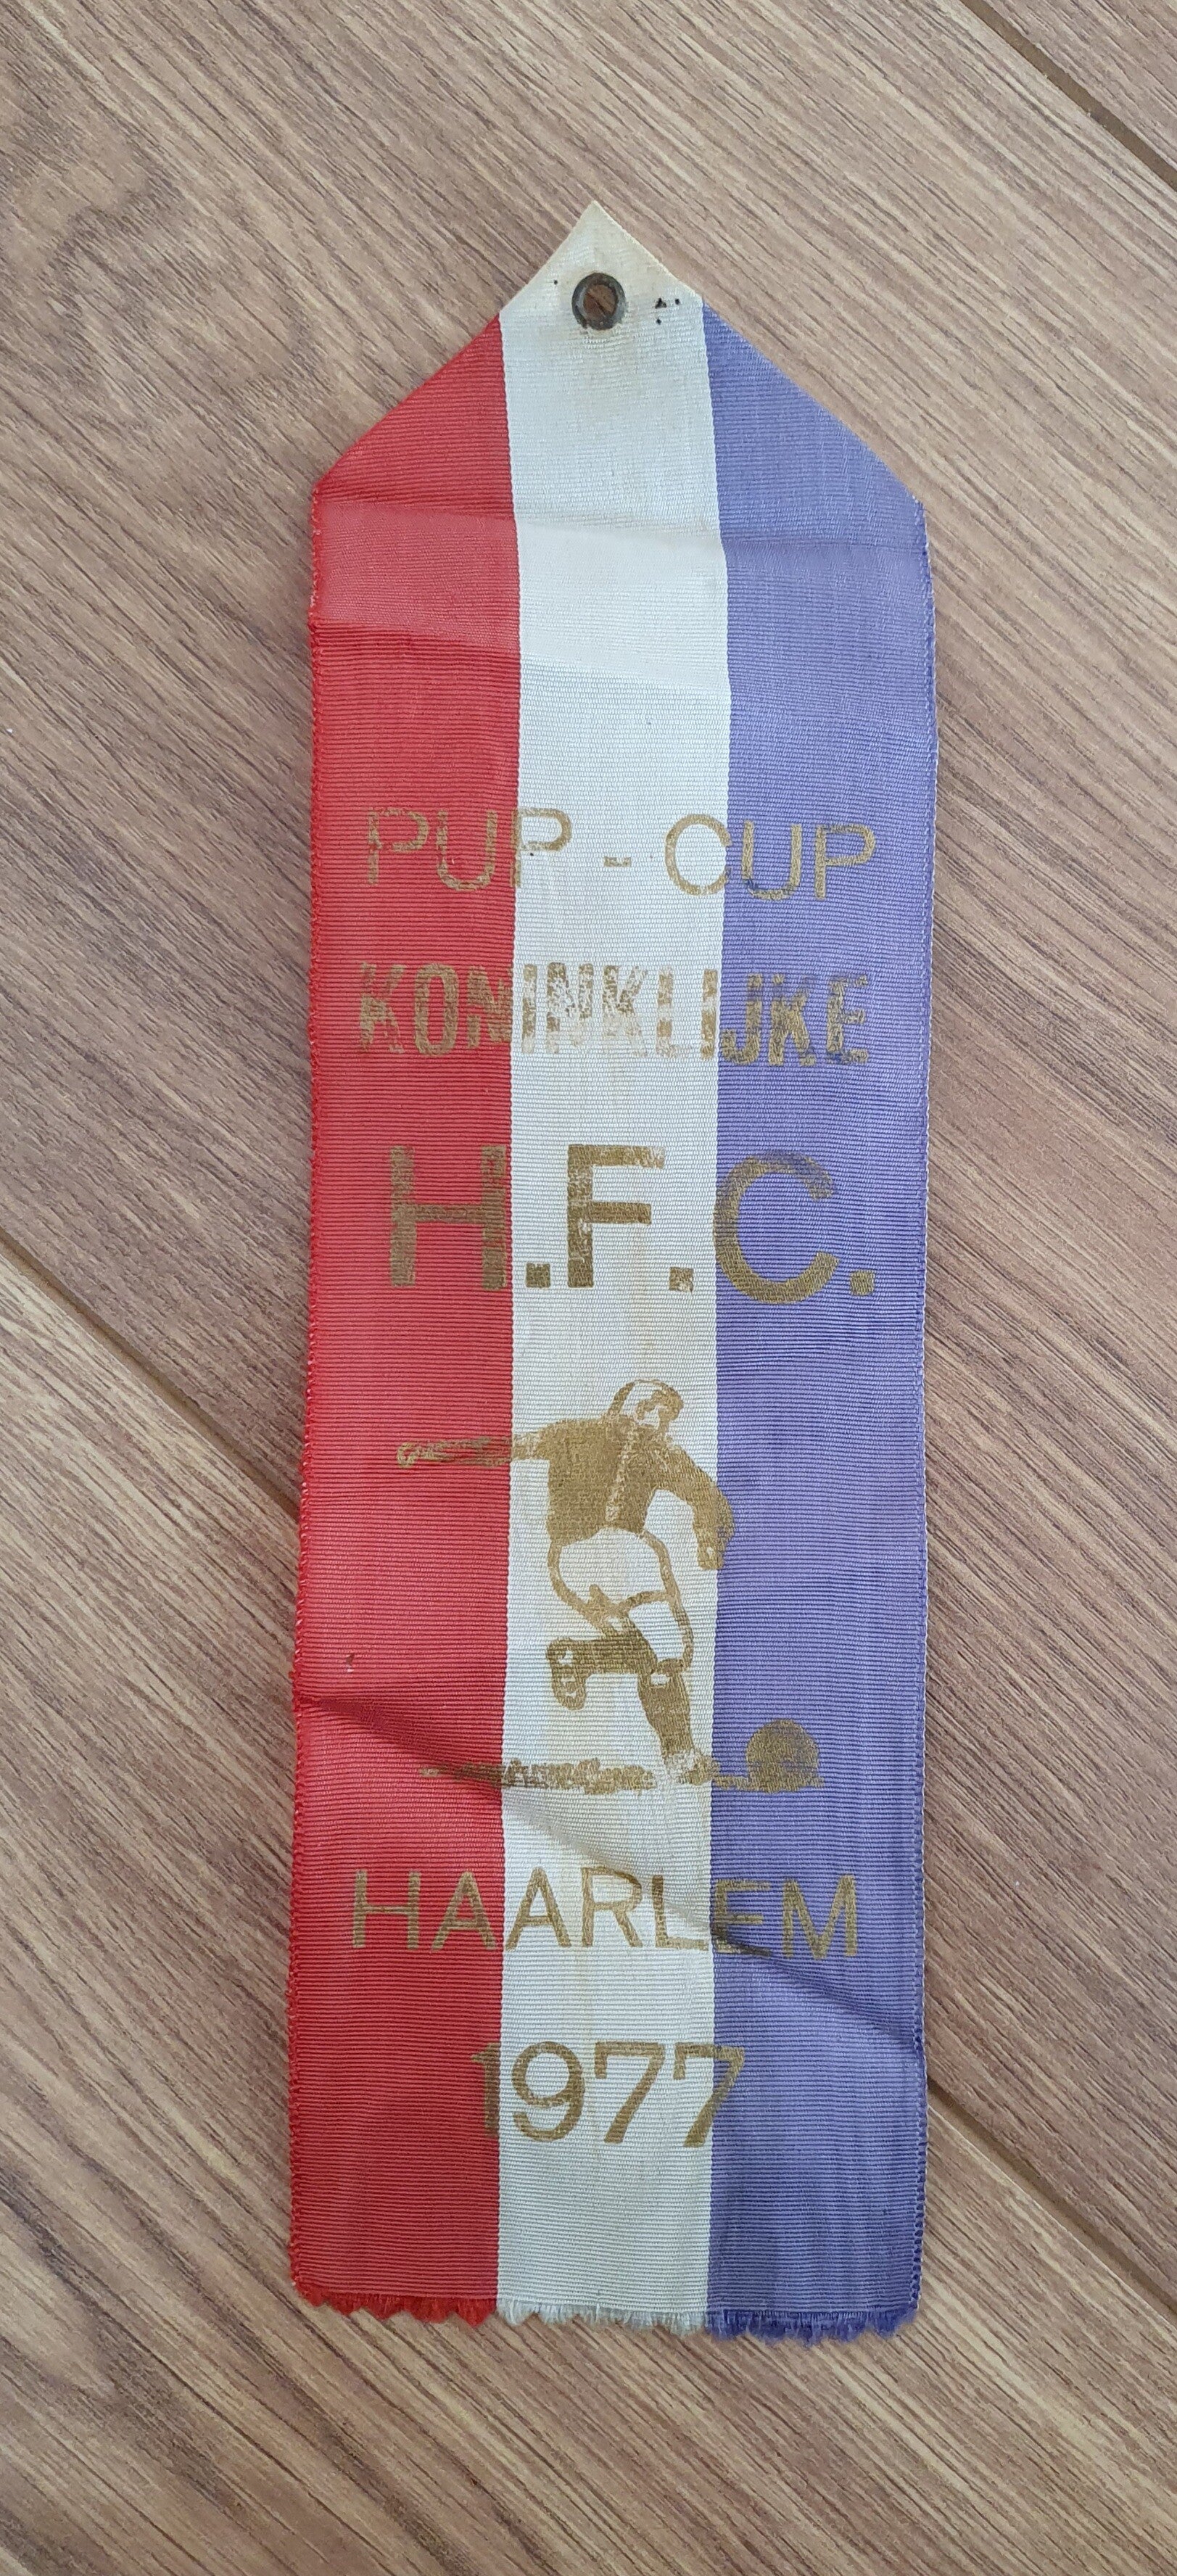 PUP - CUP
KONINKLIJKE
H.F.C.
HAARLEM
1977